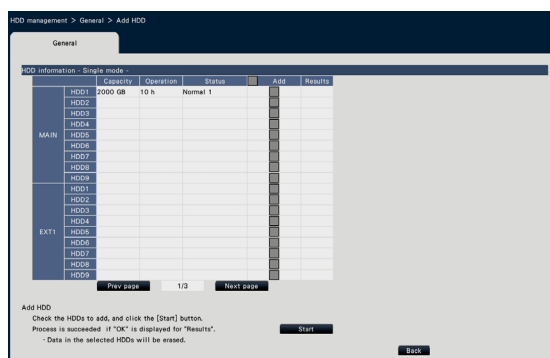 HDD management > General > Add HDD
General
HDD information - Single mode -
Capacity Operation Status Add Results
MAIN
HDD1 2000 GB 10 h Normal 1
HDD2
HDD3
HDD4
HDD5
HDD6
HDD7
HDD8
HDD9
EXT1
HDD1
HDD2
HDD3
HDD4
HDD5
HDD6
HDD7
HDD8
HDD9
Prev page 1/3 Next page
Add HDD
Check the HDDs to add, and click the [Start] button.
Process is succeeded if "OK" is displayed for "Results".
- Data in the selected HDDs will be erased.
Start
Back